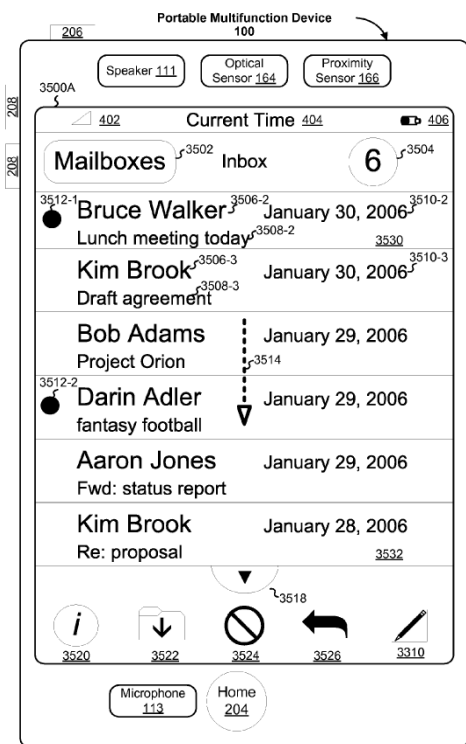 Portable Multifunction Device
100
206
Speaker 111
Optical
Sensor 164
Proximity
Sensor 166
208
3500A
402
Current Time 404
406
208
Mailboxes
3502
Inbox
6
3504
3512-1
Bruce Walker
3506-2
January 30, 2006
3510-2
Lunch meeting today
3508-2
3530
Kim Brook
3506-3
January 30, 2006
3510-3
Draft agreement
3508-3
Bob Adams
January 29, 2006
Project Orion
3514
3512-2
Darin Adler
January 29, 2006
fantasy football
Aaron Jones
January 29, 2006
Fwd: status report
Kim Brook
January 28, 2006
Re: proposal
3532
3518
i
3520
3522
3524
3526
3310
Microphone
113
Home
204